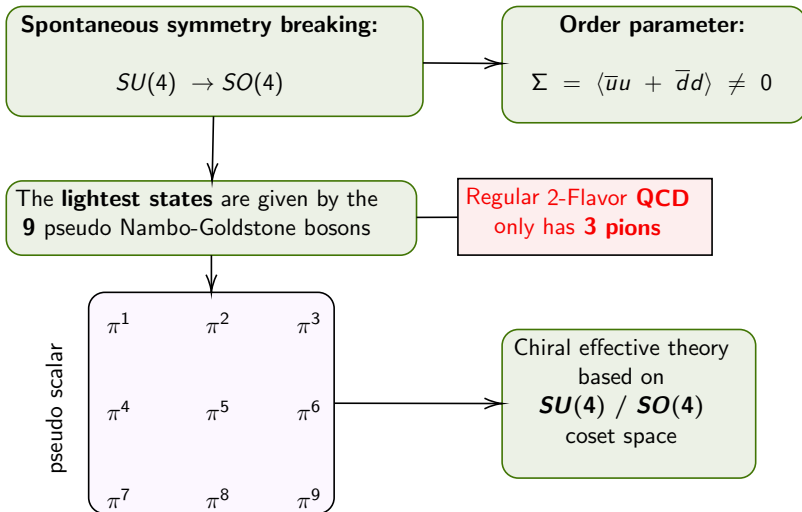 Spontaneous symmetry breaking:
SU(4) → SO(4)
Order parameter:
Σ = ⟨u̅u + d̅d⟩ ≠ 0
The lightest states are given by the
9 pseudo Nambo-Goldstone bosons
Regular 2-Flavor QCD
only has 3 pions
pseudo scalar
π¹ π² π³
π⁴ π⁵ π⁶
π⁷ π⁸ π⁹
Chiral effective theory
based on
SU(4) / SO(4)
coset space